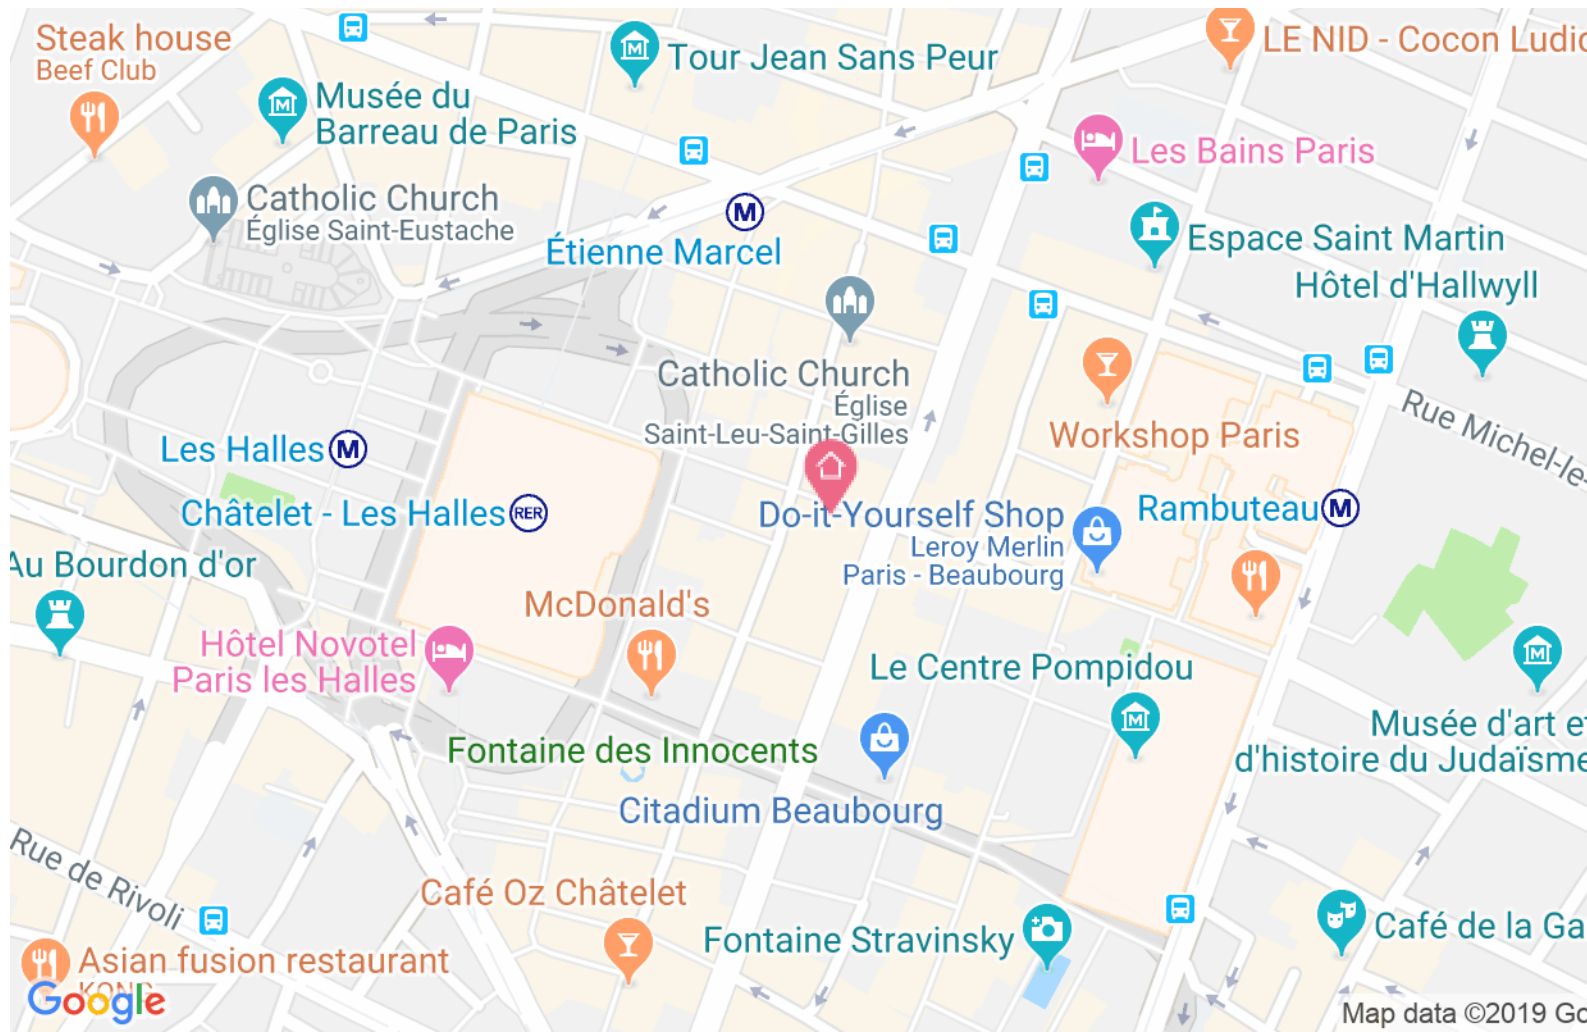 Steak house
Beef Club
Tour Jean Sans Peur
LE NID - Cocon Ludic
Musée du
Barreau de Paris
Les Bains Paris
Catholic Church
Église Saint-Eustache
M
Étienne Marcel
Espace Saint Martin
Hôtel d'Hallwyll
Catholic Church
Église
Saint-Leu-Saint-Gilles
Rue Michel-le-
Workshop Paris
Les Halles M
Châtelet - Les Halles RER
Do-it-Yourself Shop
Leroy Merlin
Paris - Beaubourg
Rambuteau M
Au Bourdon d'or
McDonald's
Hôtel Novotel
Paris les Halles
Le Centre Pompidou
Musée d'art et
d'histoire du Judaïsme
Fontaine des Innocents
Citadium Beaubourg
Rue de Rivoli
Café Oz Châtelet
Fontaine Stravinsky
Café de la Ga
Asian fusion restaurant
KONG
Google
Map data ©2019 Go